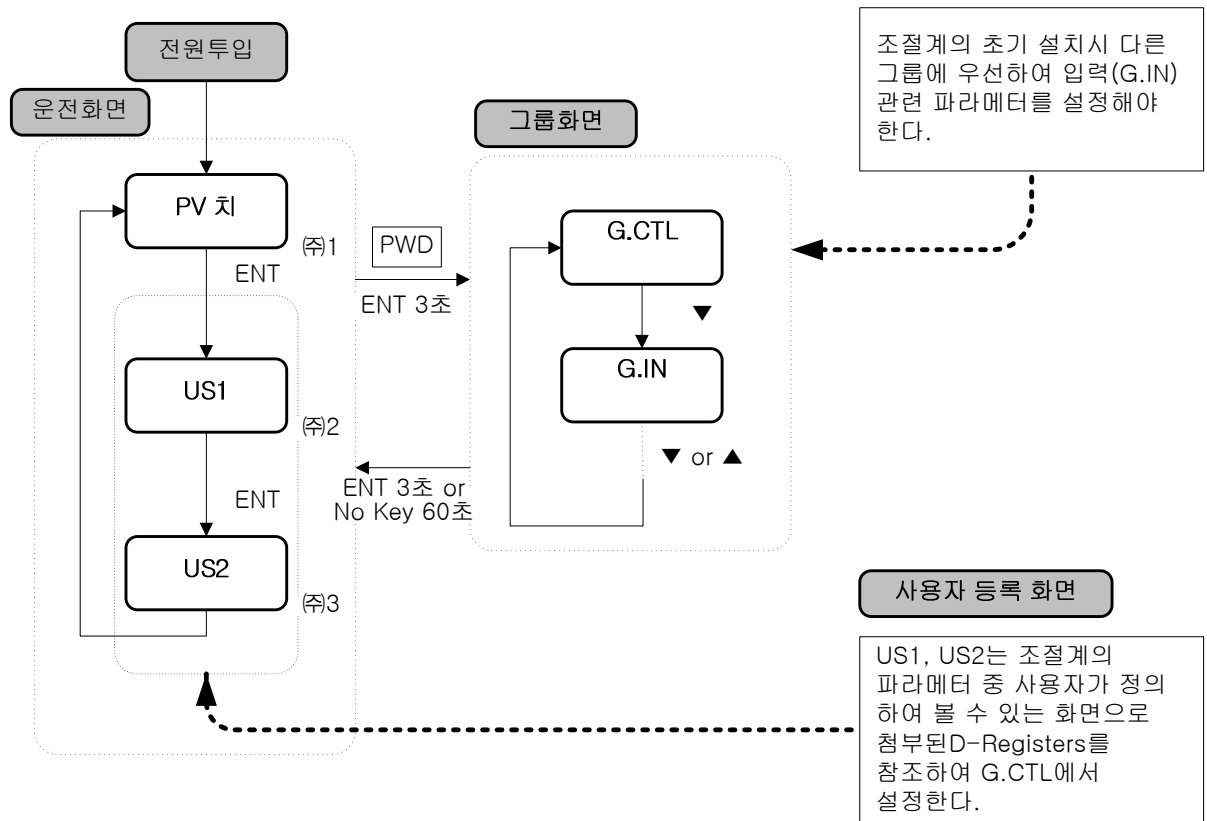 전원투입
운전화면
그룹화면
조절계의 초기 설치시 다른
그룹에 우선하여 입력(G.IN)
관련 파라메터를 설정해야
한다.
PV 치
㈜1
ENT
PWD
ENT 3초
G.CTL
▼
G.IN
▼ or ▲
US1
㈜2
ENT
ENT 3초 or
No Key 60초
US2
㈜3
사용자 등록 화면
US1, US2는 조절계의
파라메터 중 사용자가 정의
하여 볼 수 있는 화면으로
첨부된D-Registers를
참조하여 G.CTL에서
설정한다.